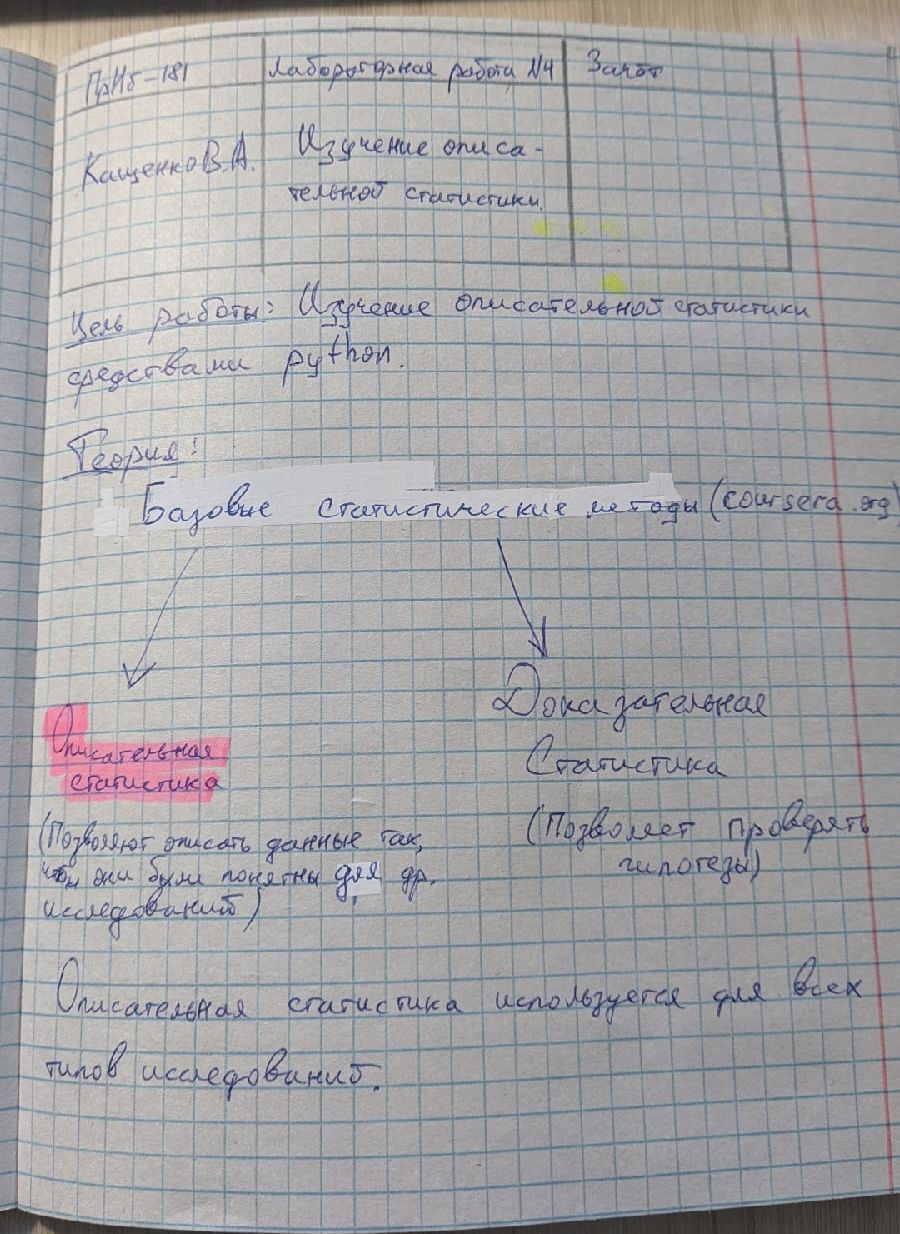 ПрИб-181
Лабораторная работа №4
Зачёт
Кащенко В.А.
Изучение описа-
тельной статистики.
Цель работы: Изучение описательной статистики
средствами python.
Теория:
Базовые статистические методы (coursera.org)
Описательная
статистика
Доказательная
Статистика
(Позволяют описать данные так,
чтобы они были понятны для др.
исследований)
(Позволяет проверять
гипотезы)
Описательная статистика используется для всех
типов исследований.